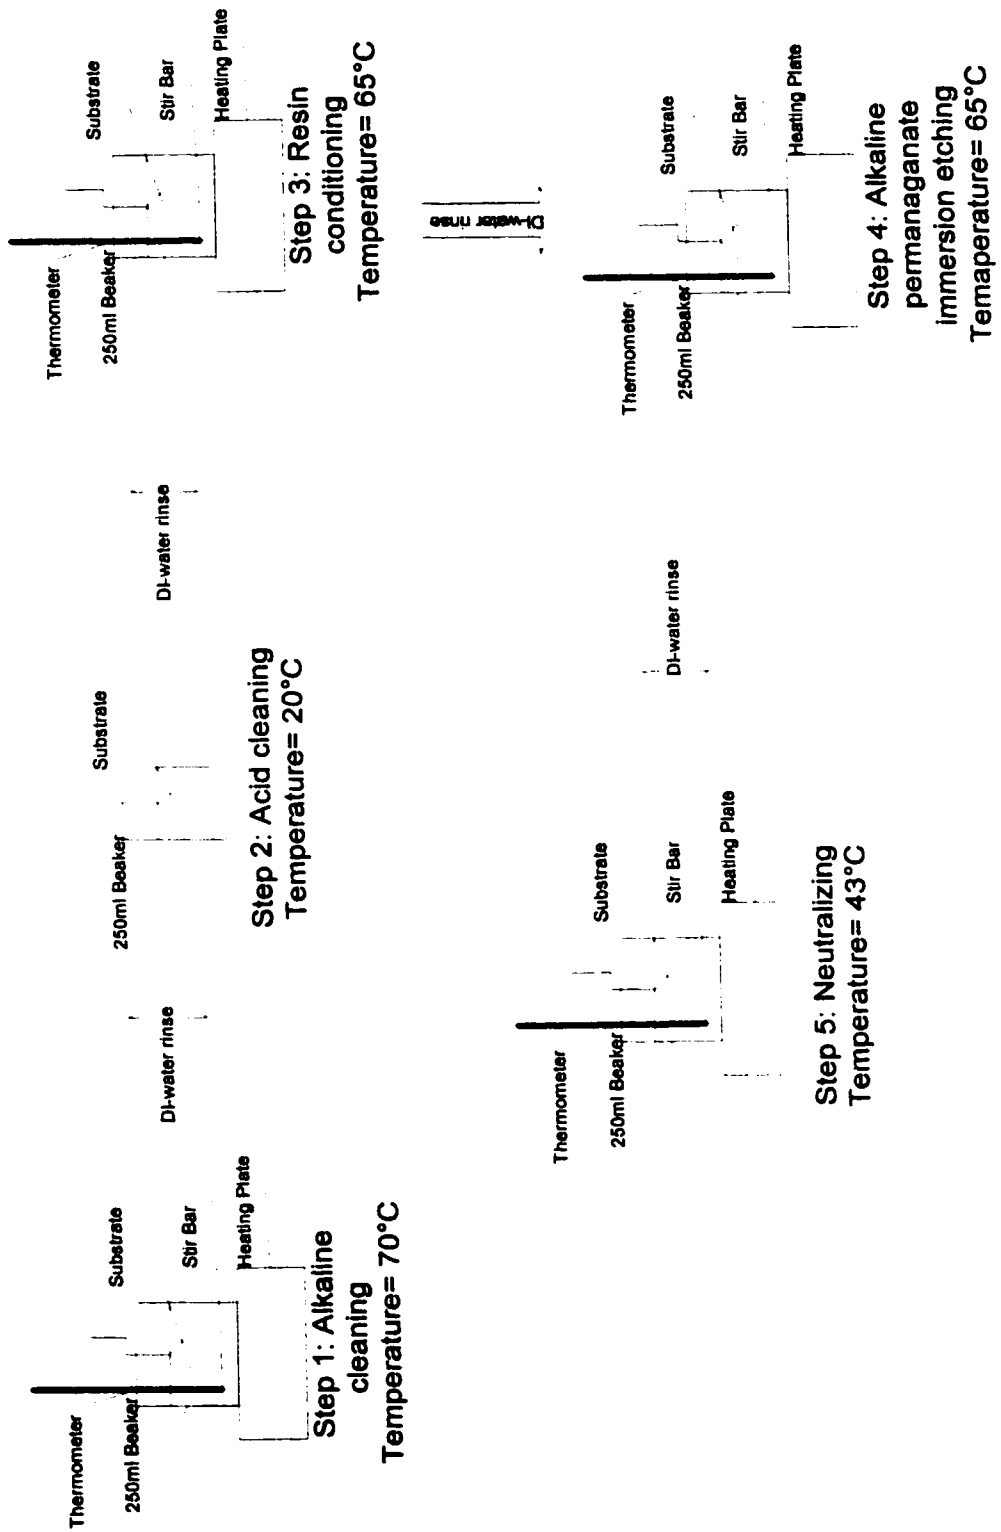 Thermometer
250ml Beaker
Substrate
Stir Bar
Heating Plate
Step 1: Alkaline
cleaning
Temperature= 70°C
DI-water rinse
250ml Beaker
Substrate
Step 2: Acid cleaning
Temperature= 20°C
DI-water rinse
Thermometer
250ml Beaker
Substrate
Stir Bar
Heating Plate
Step 3: Resin
conditioning
Temperature= 65°C
DI-water rinse
Thermometer
250ml Beaker
Substrate
Stir Bar
Heating Plate
Step 4: Alkaline
permanaganate
immersion etching
Temaperature= 65°C
DI-water rinse
Thermometer
250ml Beaker
Substrate
Stir Bar
Heating Plate
Step 5: Neutralizing
Temperature= 43°C